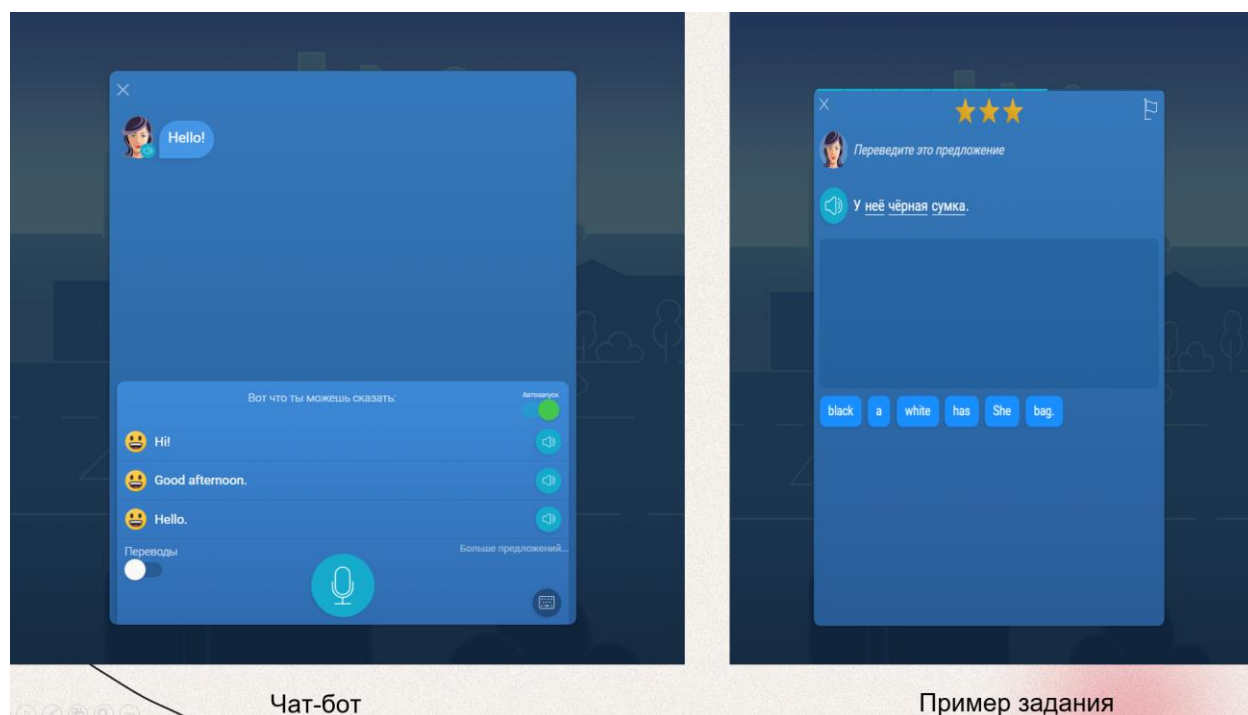 Hello!
Вот что ты можешь сказать:
Автозапуск
Hi!
Good afternoon.
Hello.
Переводы
Больше предложений...
Чат-бот
Переведите это предложение
У неё чёрная сумка.
black a white has She bag.
Пример задания